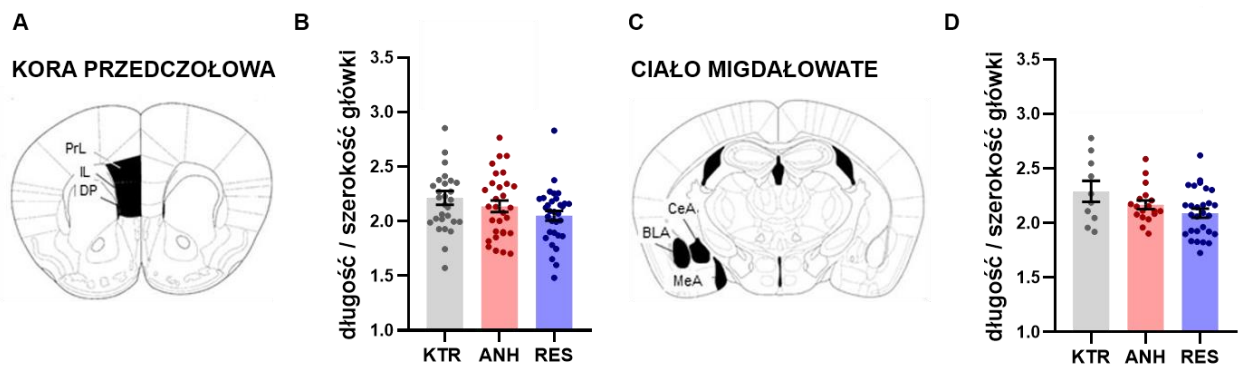 A
KORA PRZEDCZOŁOWA
PrL
IL
DP
B
długość / szerokość główki
3.5
3.0
2.5
2.0
1.5
1.0
KTR ANH RES
C
CIAŁO MIGDAŁOWATE
CeA
BLA
MeA
D
długość / szerokość główki
3.5
3.0
2.5
2.0
1.5
1.0
KTR ANH RES